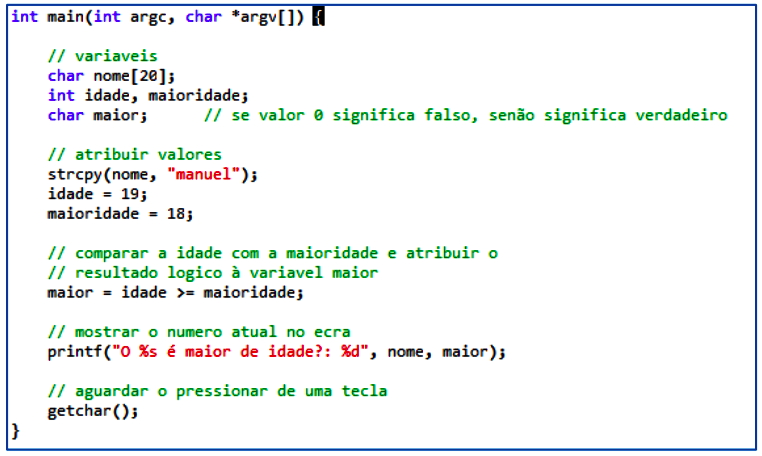 int main(int argc, char *argv[]) {
// variaveis
char nome[20];
int idade, maioridade;
char maior;      // se valor 0 significa falso, senão significa verdadeiro
// atribuir valores
strcpy(nome, "manuel");
idade = 19;
maioridade = 18;
// comparar a idade com a maioridade e atribuir o
// resultado logico à variavel maior
maior = idade >= maioridade;
// mostrar o numero atual no ecra
printf("O %s é maior de idade?: %d", nome, maior);
// aguardar o pressionar de uma tecla
getchar();
}